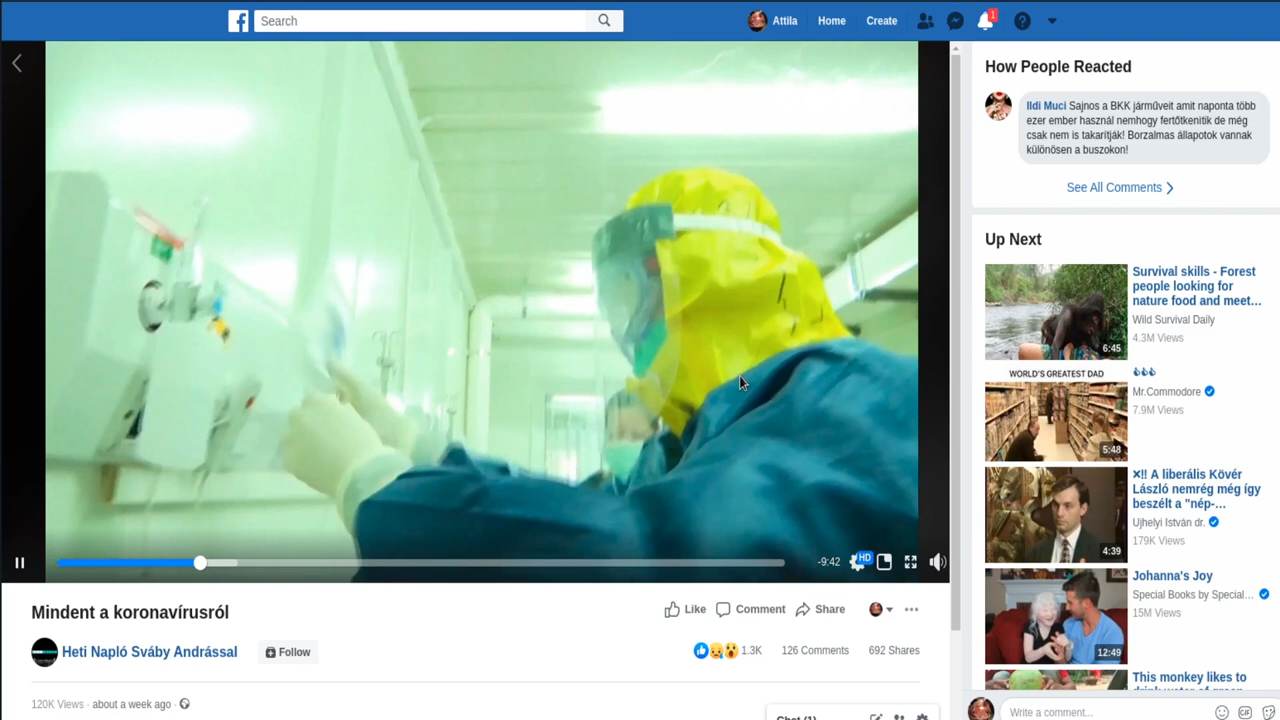 Search
Attila
Home
Create
1
How People Reacted
Ildi Muci Sajnos a BKK járműveit amit naponta több
ezer ember használ nemhogy fertőtkenitik de még
csak nem is takarítják! Borzalmas állapotok vannak
különösen a buszokon!
See All Comments
Up Next
Survival skills - Forest
people looking for
nature food and meet...
Wild Survival Daily
4.3M Views
6:45
WORLD'S GREATEST DAD
Mr.Commodore
7.9M Views
5:48
×!! A liberális Kövér
László nemrég még így
beszélt a "nép-...
Ujhelyi István dr.
179K Views
4:39
Johanna's Joy
Special Books by Special...
15M Views
12:49
This monkey likes to
-9:42
HD
Mindent a koronavírusról
Like
Comment
Share
Heti Napló Sváby Andrással
Follow
1.3K
126 Comments
692 Shares
120K Views · about a week ago ·
Chat (1)
Write a comment...
GIF